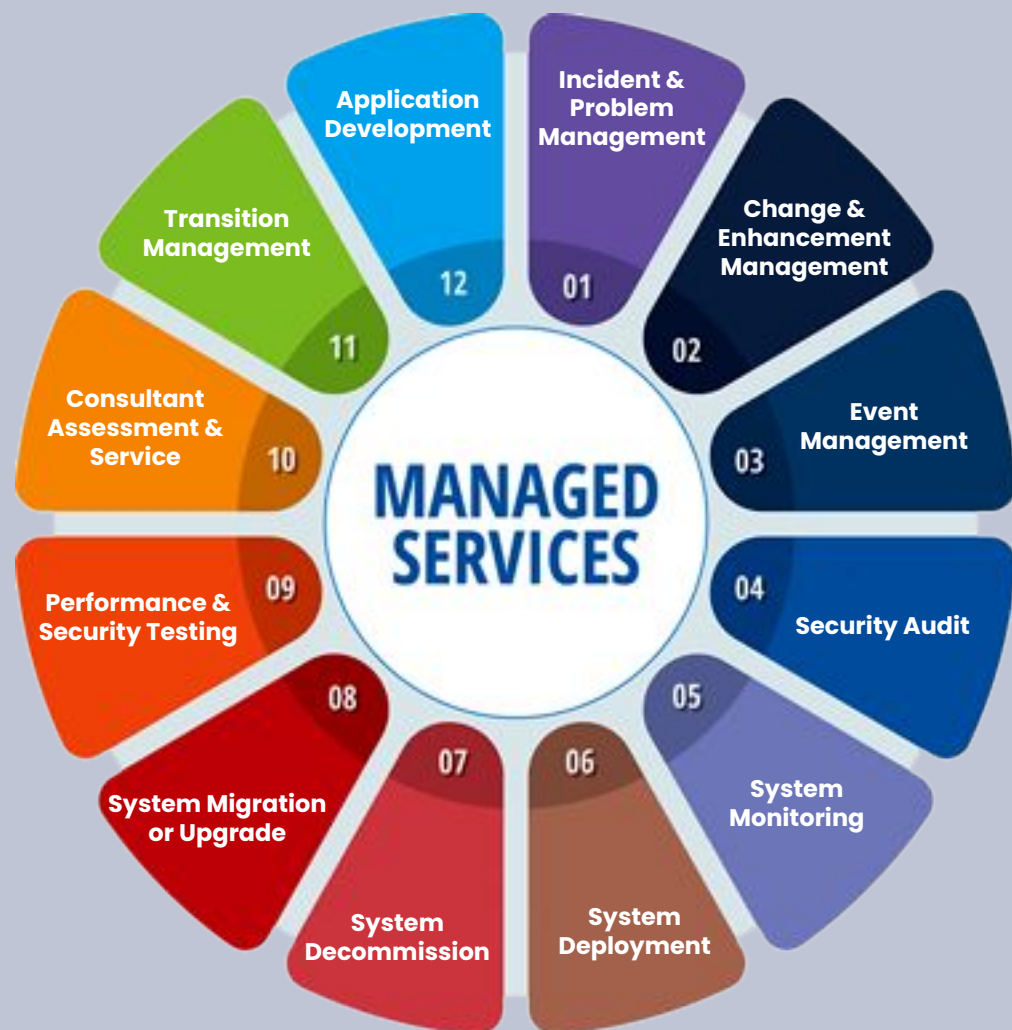 Incident &
Problem
Management
01
Change &
Enhancement
Management
02
Event
Management
03
Security Audit
04
System
Monitoring
05
System
Deployment
06
System
Decommission
07
System Migration
or Upgrade
08
Performance &
Security Testing
09
Consultant
Assessment &
Service
10
Transition
Management
11
Application
Development
12
MANAGED
SERVICES